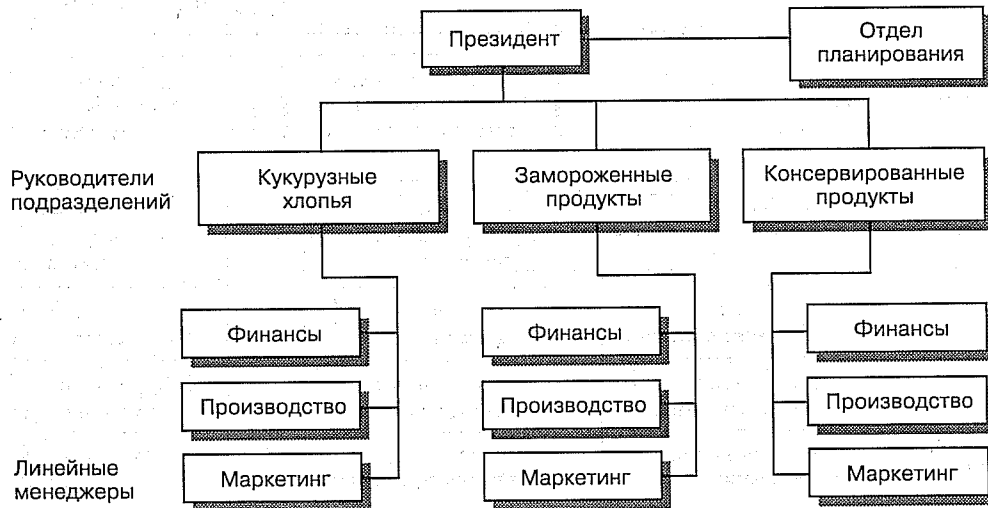 Президент
Отдел
планирования
Руководители
подразделений
Кукурузные
хлопья
Замороженные
продукты
Консервированные
продукты
Финансы
Финансы
Финансы
Производство
Производство
Производство
Линейные
менеджеры
Маркетинг
Маркетинг
Маркетинг